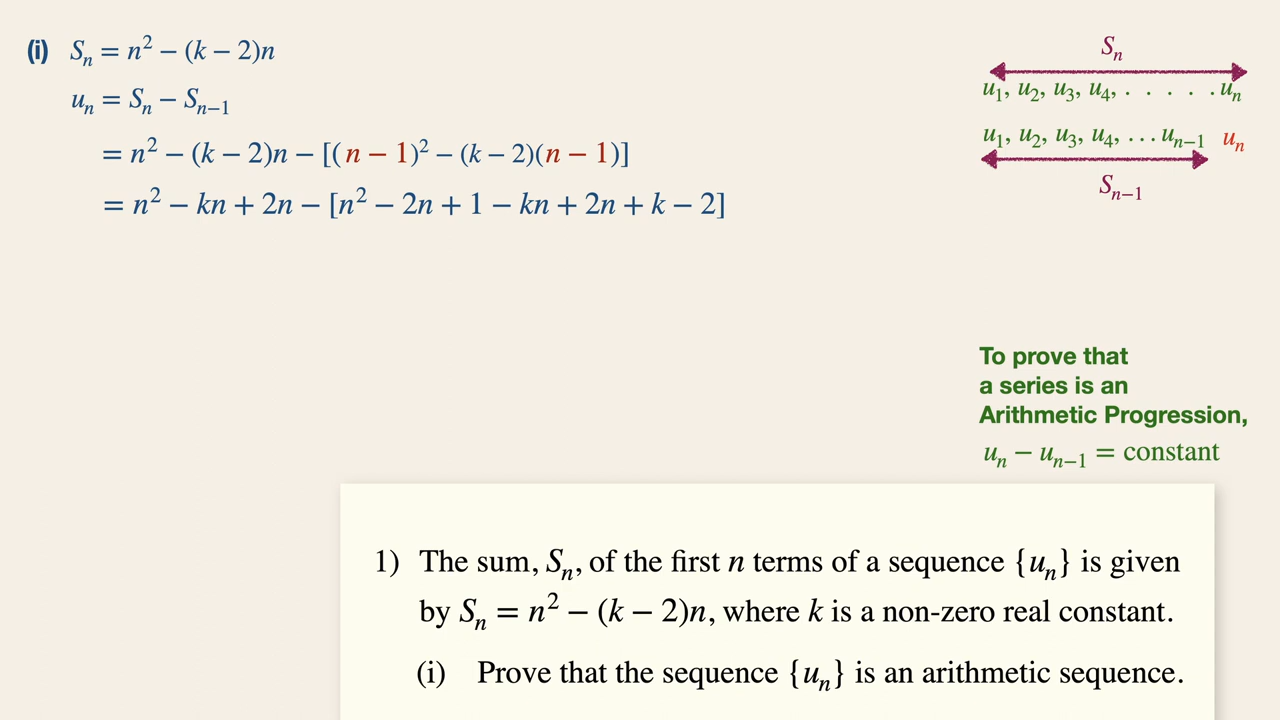 (i) Sₙ = n² − (k − 2)n
uₙ = Sₙ − Sₙ₋₁
= n² − (k − 2)n − [(n − 1)² − (k − 2)(n − 1)]
= n² − kn + 2n − [n² − 2n + 1 − kn + 2n + k − 2]
Sₙ
u₁, u₂, u₃, u₄, . . . . . . uₙ
u₁, u₂, u₃, u₄, . . . uₙ₋₁ uₙ
Sₙ₋₁
To prove that
a series is an
Arithmetic Progression,
uₙ − uₙ₋₁ = constant
1) The sum, Sₙ, of the first n terms of a sequence {uₙ} is given
by Sₙ = n² − (k − 2)n, where k is a non-zero real constant.
(i) Prove that the sequence {uₙ} is an arithmetic sequence.